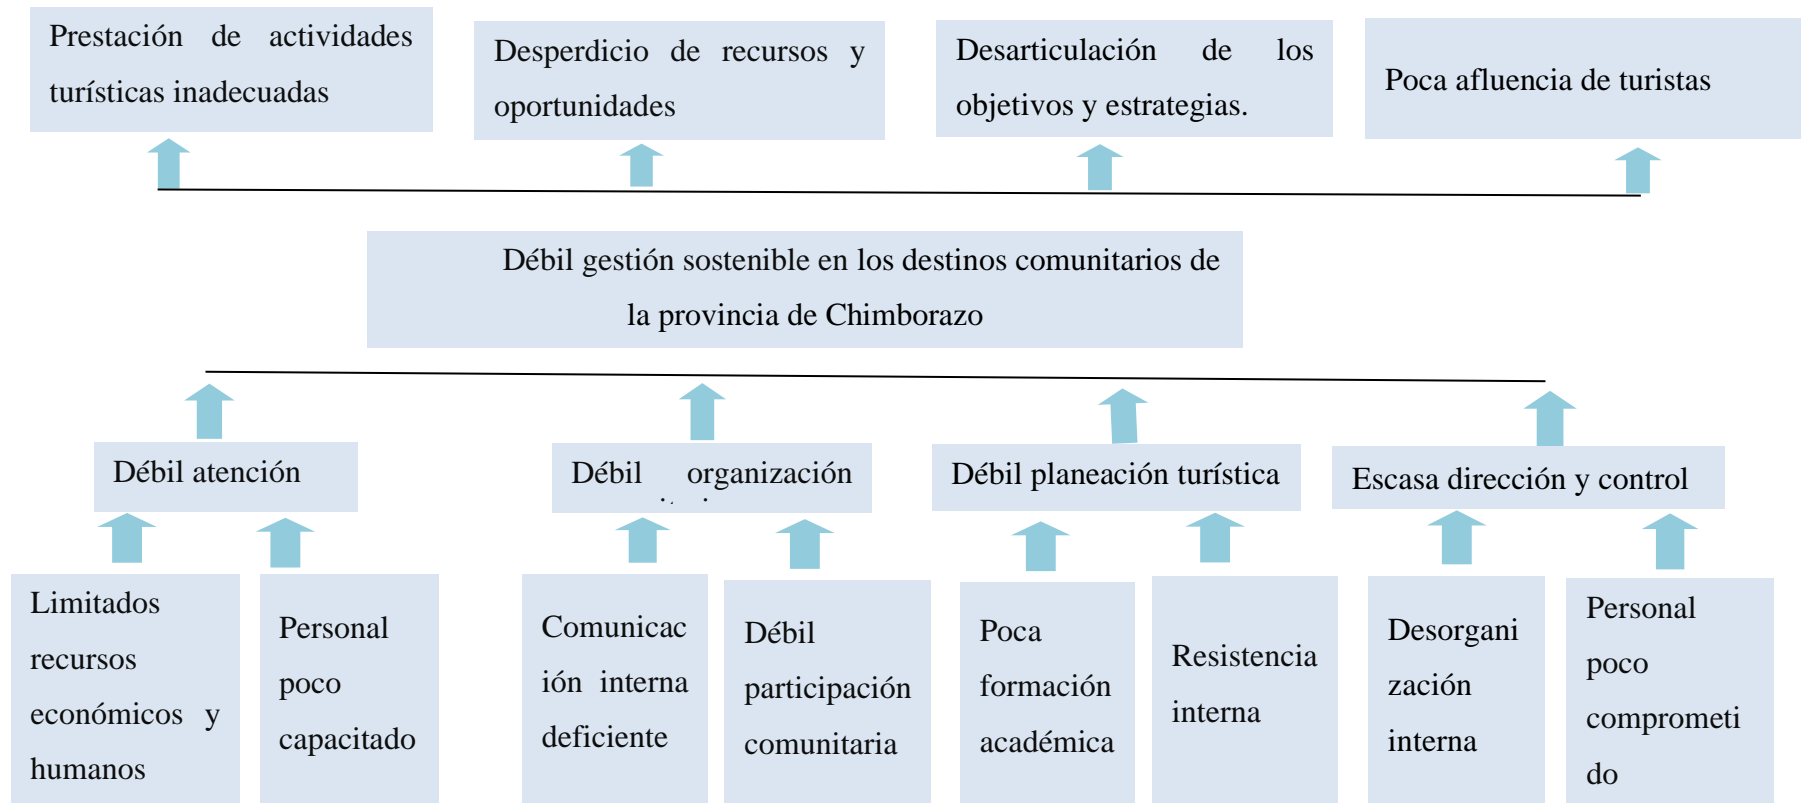 Prestación de actividades
turísticas inadecuadas
Desperdicio de recursos y
oportunidades
Desarticulación de los
objetivos y estrategias.
Poca afluencia de turistas
Débil gestión sostenible en los destinos comunitarios de
la provincia de Chimborazo
Débil atención
Débil organización
Débil planeación turística
Escasa dirección y control
Limitados
recursos
económicos y
humanos
Personal
poco
capacitado
Comunicac
ión interna
deficiente
Débil
participación
comunitaria
Poca
formación
académica
Resistencia
interna
Desorgani
zación
interna
Personal
poco
comprometi
do